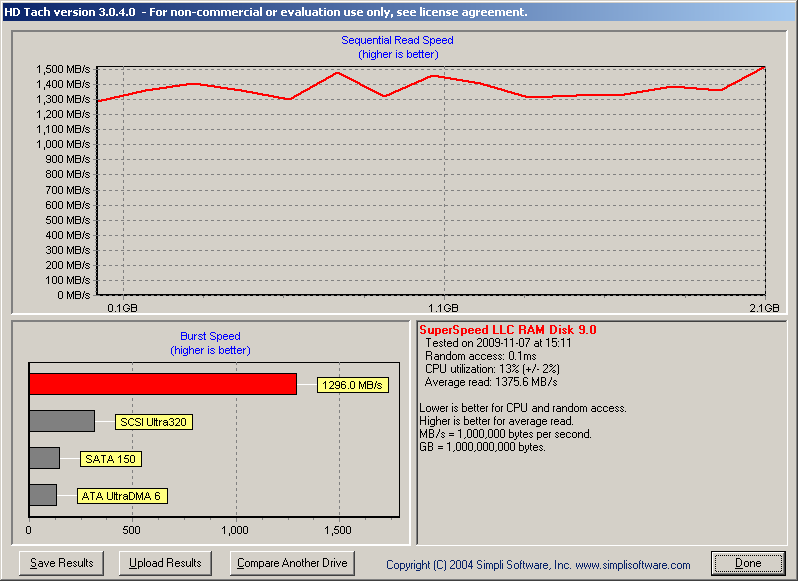 HD Tach version 3.0.4.0  - For non-commercial or evaluation use only, see license agreement.
Sequential Read Speed
(higher is better)
1,500 MB/s
1,400 MB/s
1,300 MB/s
1,200 MB/s
1,100 MB/s
1,000 MB/s
900 MB/s
800 MB/s
700 MB/s
600 MB/s
500 MB/s
400 MB/s
300 MB/s
200 MB/s
100 MB/s
0 MB/s
0.1GB 1.1GB 2.1GB
Burst Speed
(higher is better)
1296.0 MB/s
SCSI Ultra320
SATA 150
ATA UltraDMA 6
0 500 1,000 1,500
SuperSpeed LLC RAM Disk 9.0
Tested on 2009-11-07 at 15:11
Random access: 0.1ms
CPU utilization: 13% (+/- 2%)
Average read: 1375.6 MB/s
Lower is better for CPU and random access.
Higher is better for average read.
MB/s = 1,000,000 bytes per second.
GB = 1,000,000,000 bytes.
Save Results Upload Results Compare Another Drive Copyright (C) 2004 Simpli Software, Inc. www.simplisoftware.com Done